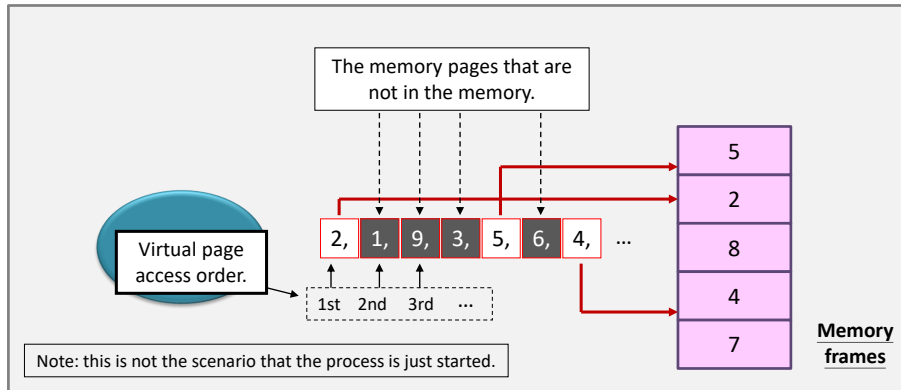 The memory pages that are
not in the memory.
5
2
8
4
7
2, 1, 9, 3, 5, 6, 4, ...
Virtual page
access order.
1st 2nd 3rd ...
Note: this is not the scenario that the process is just started.
Memory
frames